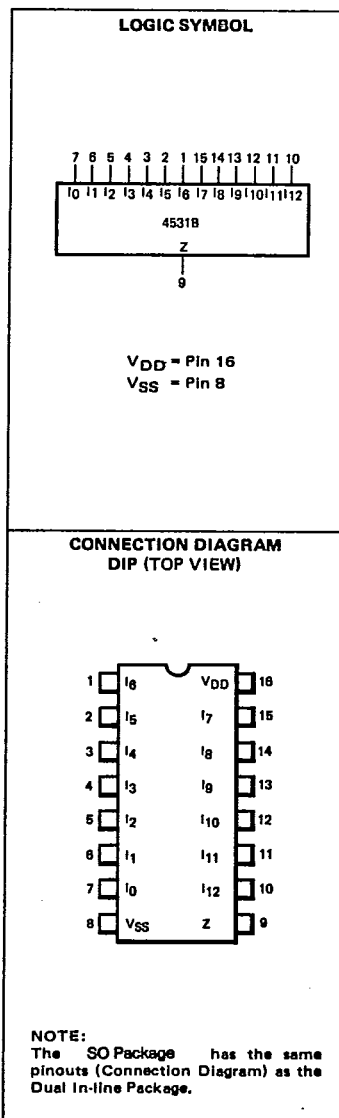 LOGIC SYMBOL
7 6 5 4 3 2 1 15 14 13 12 11 10
I0 I1 I2 I3 I4 I5 I6 I7 I8 I9 I10 I11 I12
4531B
Z
9
VDD = Pin 16
VSS = Pin 8
CONNECTION DIAGRAM
DIP (TOP VIEW)
1 I6 VDD 16
2 I5 I7 15
3 I4 I8 14
4 I3 I9 13
5 I2 I10 12
6 I1 I11 11
7 I0 I12 10
8 VSS Z 9
NOTE:
The SO Package has the same
pinouts (Connection Diagram) as the
Dual In-line Package.